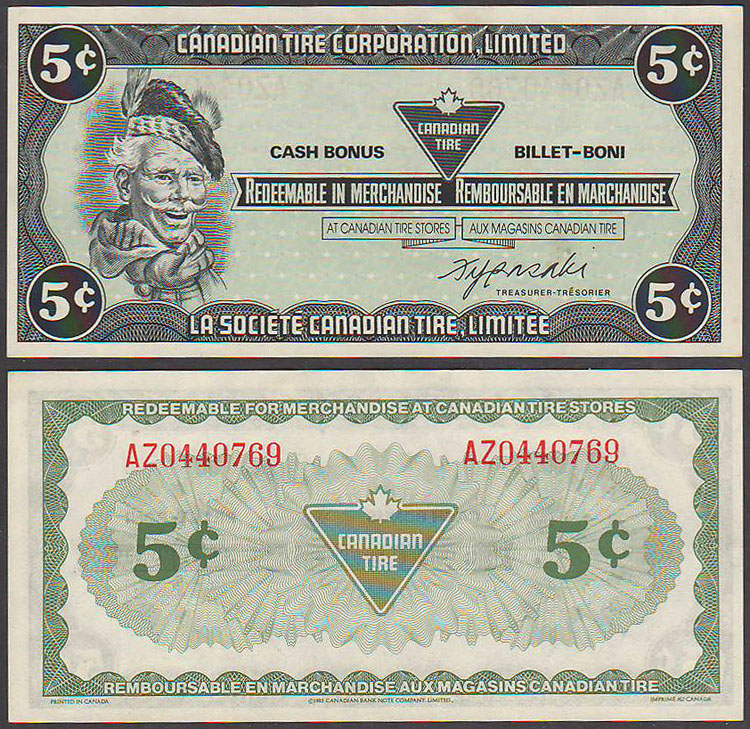 5¢ CANADIAN TIRE CORPORATION, LIMITED 5¢
CANADIAN
TIRE
CASH BONUS BILLET-BONI
REDEEMABLE IN MERCHANDISE REMBOURSABLE EN MARCHANDISE
AT CANADIAN TIRE STORES AUX MAGASINS CANADIAN TIRE
TREASURER-TRÉSORIER
5¢ LA SOCIÉTÉ CANADIAN TIRE, LIMITÉE 5¢
REDEEMABLE FOR MERCHANDISE AT CANADIAN TIRE STORES
AZ0440769 AZ0440769
5¢ CANADIAN 5¢
TIRE
REMBOURSABLE EN MARCHANDISE AUX MAGASINS CANADIAN TIRE
PRINTED IN CANADA CANADIAN BANK NOTE COMPANY, LIMITED, IMPRIMÉ AU CANADA